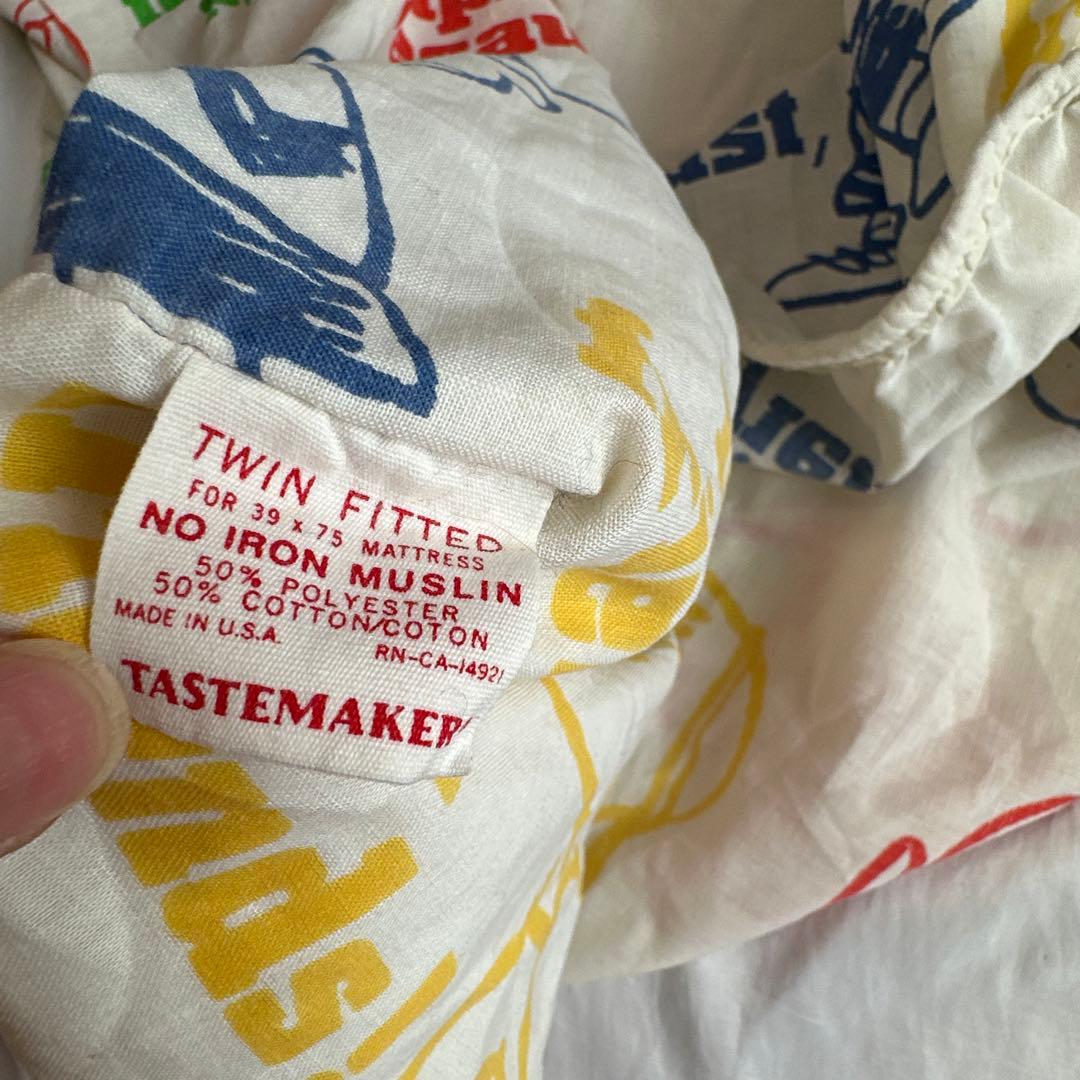 TWIN FITTED
FOR 39 x 75 MATTRESS
NO IRON MUSLIN
50% POLYESTER
50% COTTON/COTON
MADE IN U.S.A.
RN-CA-14921
TASTEMAKER